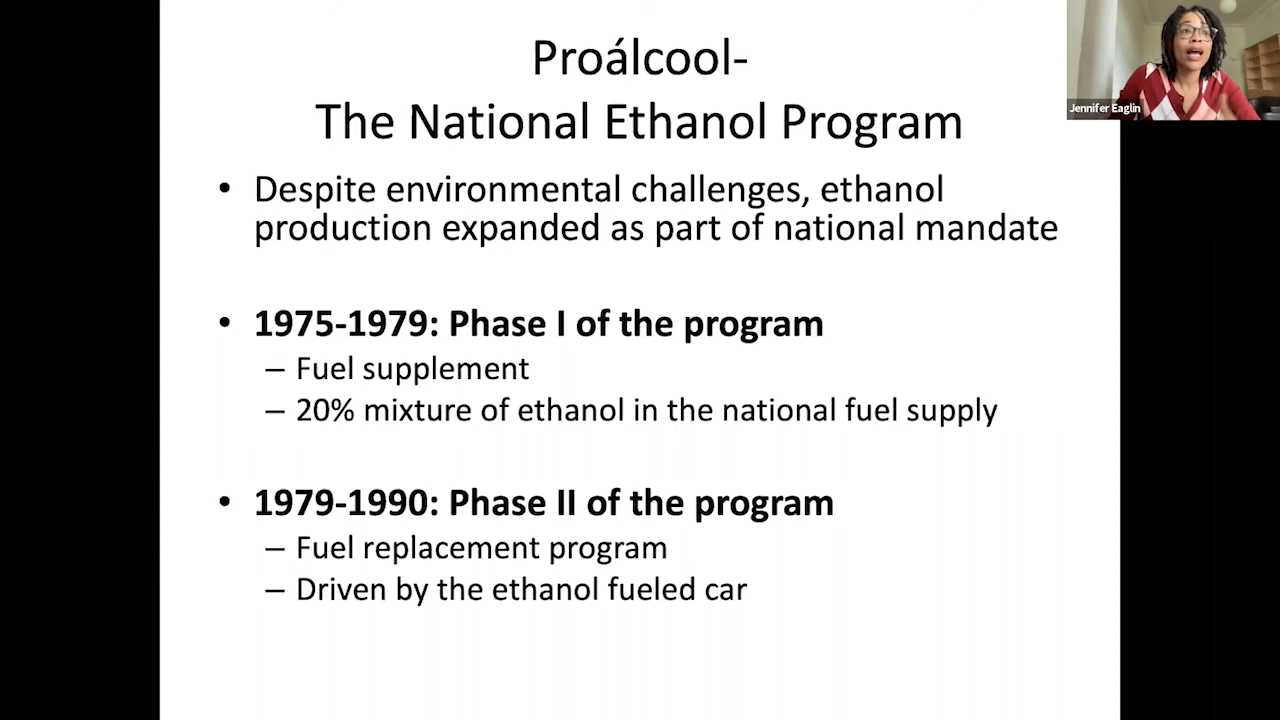 Proálcool-
The National Ethanol Program
Jennifer Eaglin
• Despite environmental challenges, ethanol
production expanded as part of national mandate
• 1975-1979: Phase I of the program
– Fuel supplement
– 20% mixture of ethanol in the national fuel supply
• 1979-1990: Phase II of the program
– Fuel replacement program
– Driven by the ethanol fueled car